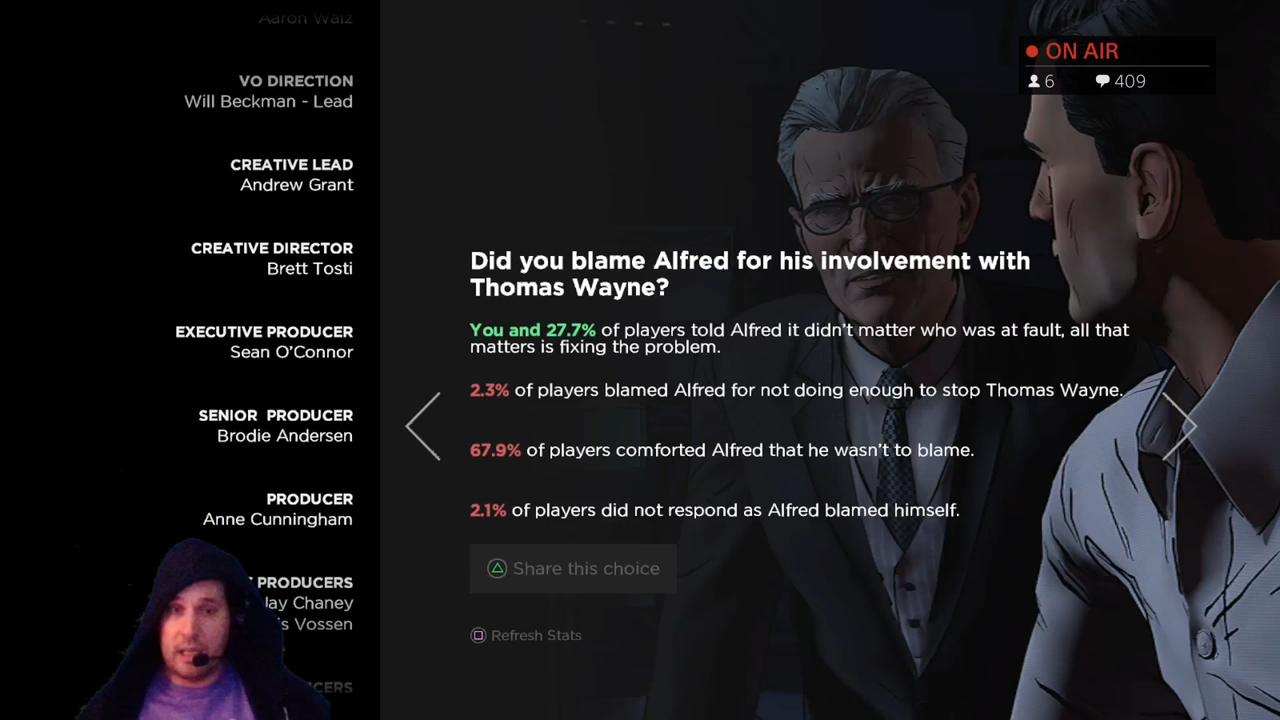 Aaron Walz
VO DIRECTION
Will Beckman - Lead
CREATIVE LEAD
Andrew Grant
CREATIVE DIRECTOR
Brett Tosti
EXECUTIVE PRODUCER
Sean O'Connor
SENIOR PRODUCER
Brodie Andersen
PRODUCER
Anne Cunningham
PRODUCERS
Jay Chaney
Vossen
ON AIR
6 409
Did you blame Alfred for his involvement with
Thomas Wayne?
You and 27.7% of players told Alfred it didn't matter who was at fault, all that
matters is fixing the problem.
2.3% of players blamed Alfred for not doing enough to stop Thomas Wayne.
67.9% of players comforted Alfred that he wasn't to blame.
2.1% of players did not respond as Alfred blamed himself.
Share this choice
Refresh Stats